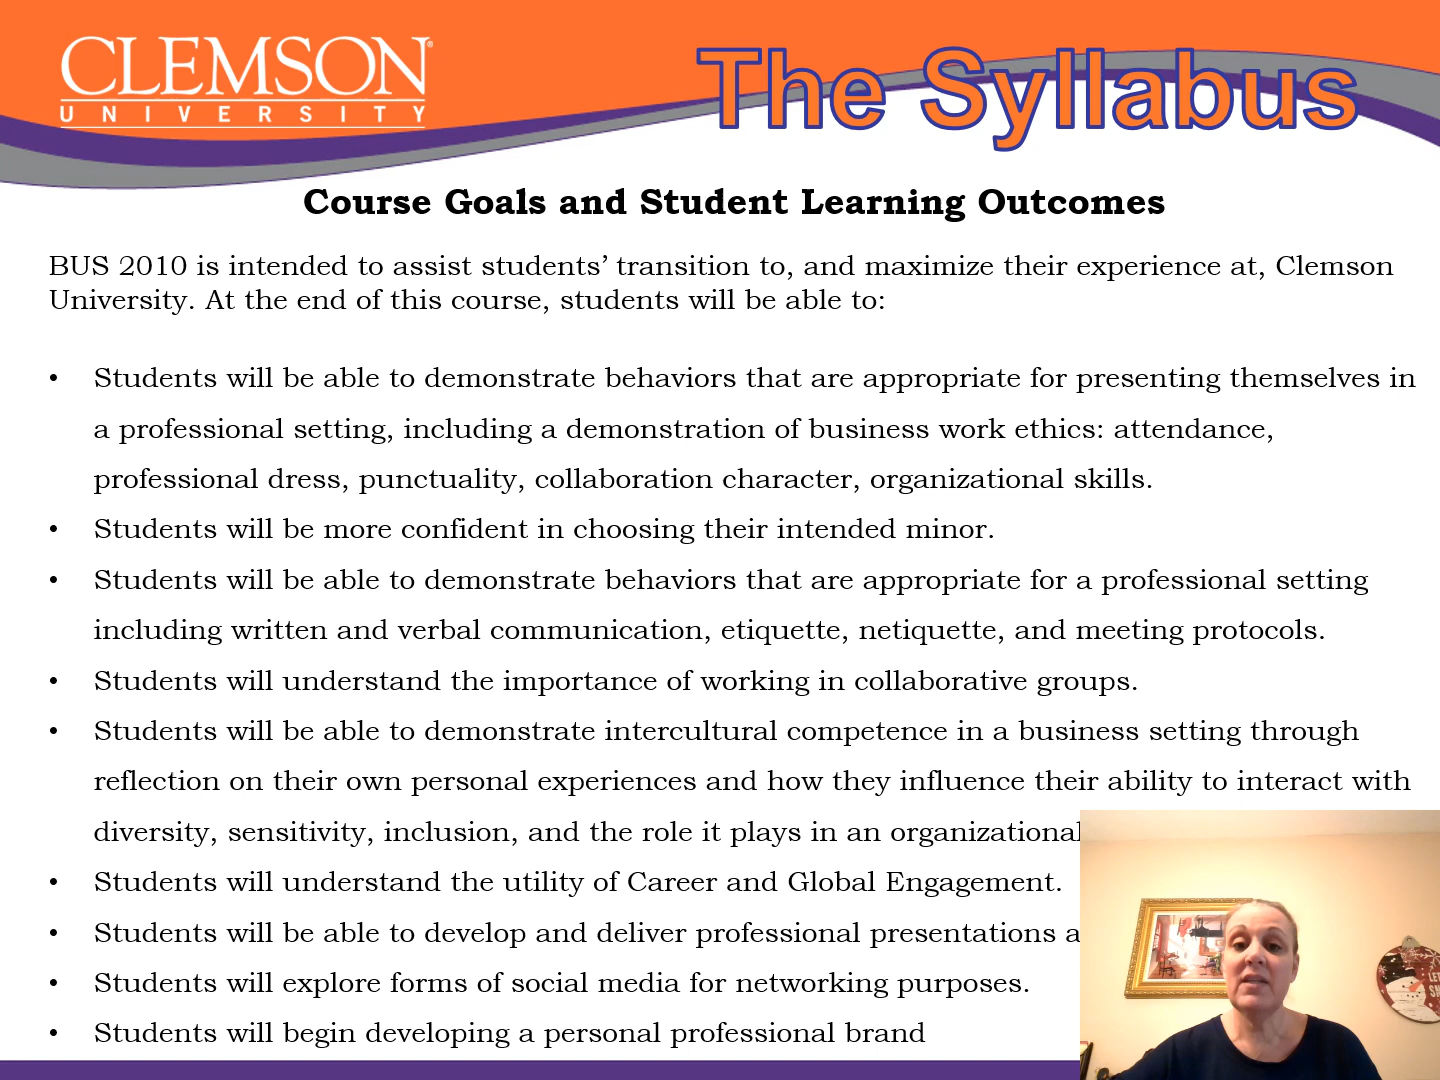 CLEMSON®
UNIVERSITY
The Syllabus
Course Goals and Student Learning Outcomes
BUS 2010 is intended to assist students’ transition to, and maximize their experience at, Clemson
University. At the end of this course, students will be able to:
• Students will be able to demonstrate behaviors that are appropriate for presenting themselves in
a professional setting, including a demonstration of business work ethics: attendance,
professional dress, punctuality, collaboration character, organizational skills.
• Students will be more confident in choosing their intended minor.
• Students will be able to demonstrate behaviors that are appropriate for a professional setting
including written and verbal communication, etiquette, netiquette, and meeting protocols.
• Students will understand the importance of working in collaborative groups.
• Students will be able to demonstrate intercultural competence in a business setting through
reflection on their own personal experiences and how they influence their ability to interact with
diversity, sensitivity, inclusion, and the role it plays in an organizational
• Students will understand the utility of Career and Global Engagement.
• Students will be able to develop and deliver professional presentations
• Students will explore forms of social media for networking purposes.
• Students will begin developing a personal professional brand